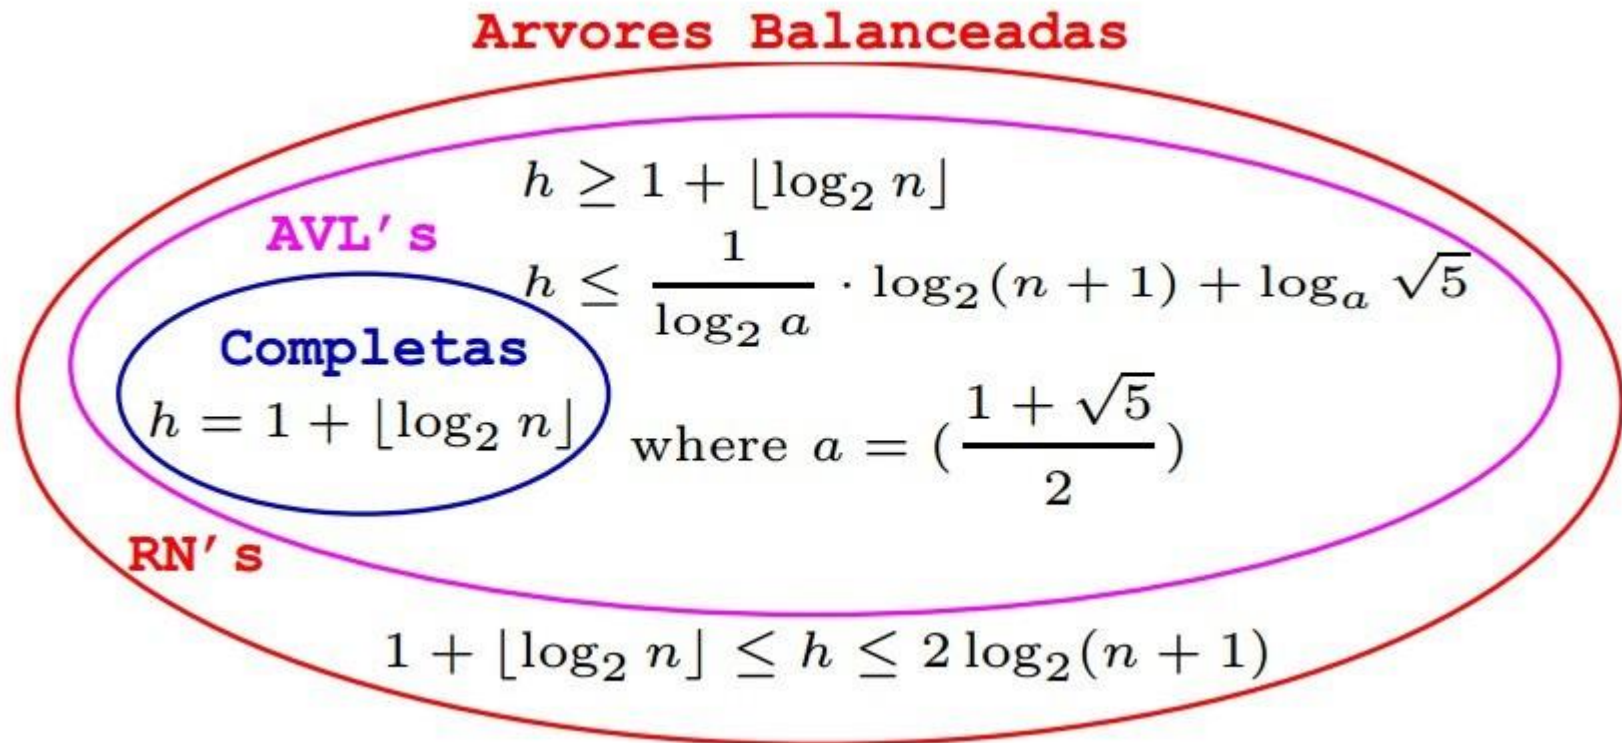 Arvores Balanceadas
h ≥ 1 + ⌊log₂ n⌋
AVL's
h ≤ 1/(log₂ a) · log₂(n + 1) + logₐ √5
Completas
h = 1 + ⌊log₂ n⌋
where a = ((1 + √5)/2)
RN's
1 + ⌊log₂ n⌋ ≤ h ≤ 2 log₂(n + 1)